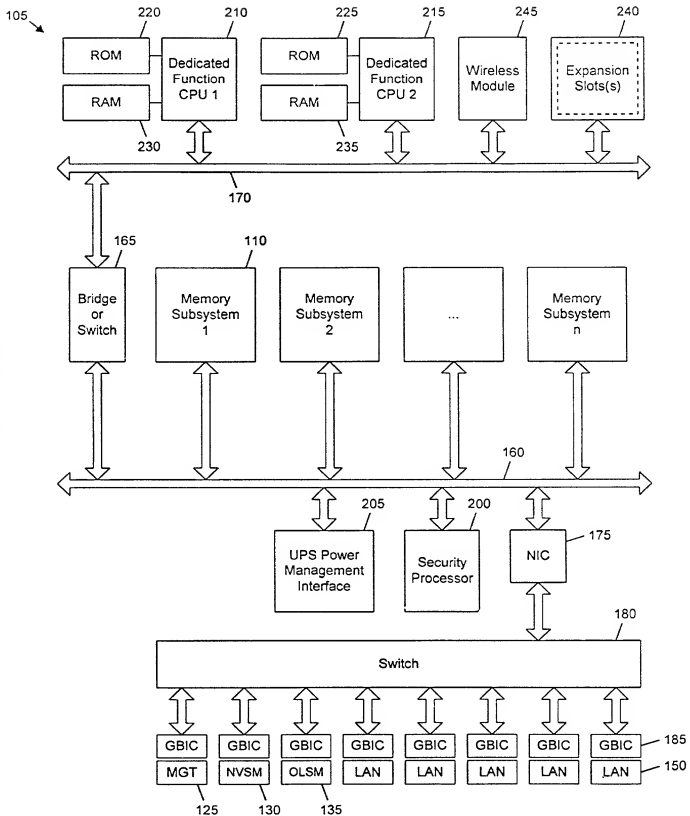 105
220
210
225
215
245
240
ROM
Dedicated
Function
CPU 1
RAM
230
ROM
Dedicated
Function
CPU 2
RAM
235
Wireless
Module
Expansion
Slots(s)
170
165
110
Bridge
or
Switch
Memory
Subsystem
1
Memory
Subsystem
2
...
Memory
Subsystem
n
160
205
200
175
UPS Power
Management
Interface
Security
Processor
NIC
180
Switch
GBIC GBIC GBIC GBIC GBIC GBIC GBIC GBIC 185
MGT NVSM OLSM LAN LAN LAN LAN LAN 150
125 130 135